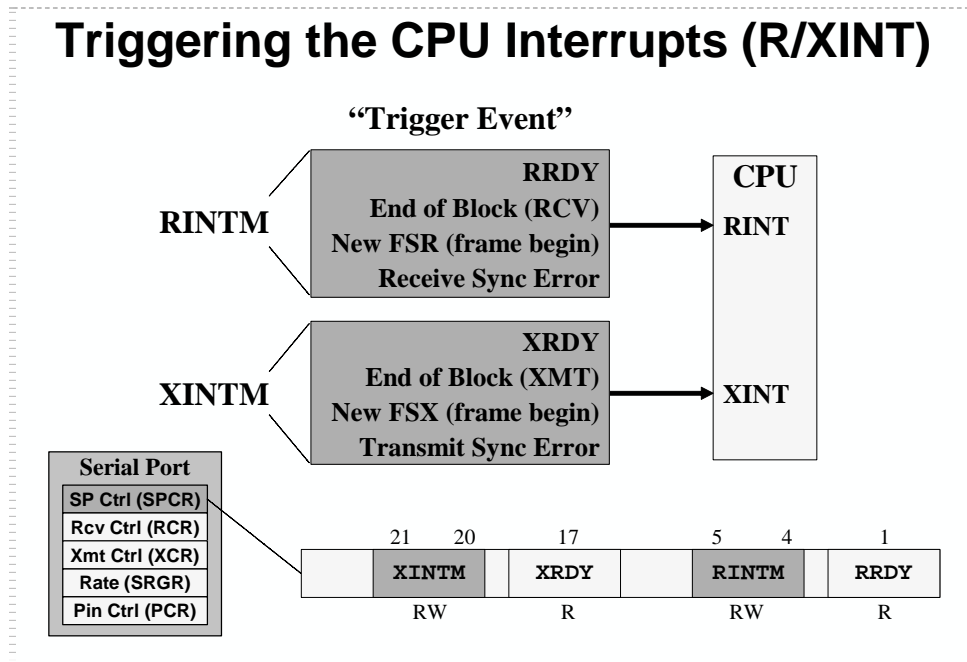 Triggering the CPU Interrupts (R/XINT)
“Trigger Event”
RINTM
RRDY
End of Block (RCV)
New FSR (frame begin)
Receive Sync Error
CPU
RINT
XINTM
XRDY
End of Block (XMT)
New FSX (frame begin)
Transmit Sync Error
XINT
Serial Port
SP Ctrl (SPCR)
Rcv Ctrl (RCR)
Xmt Ctrl (XCR)
Rate (SRGR)
Pin Ctrl (PCR)
21 20 17 5 4 1
XINTM XRDY RINTM RRDY
RW R RW R